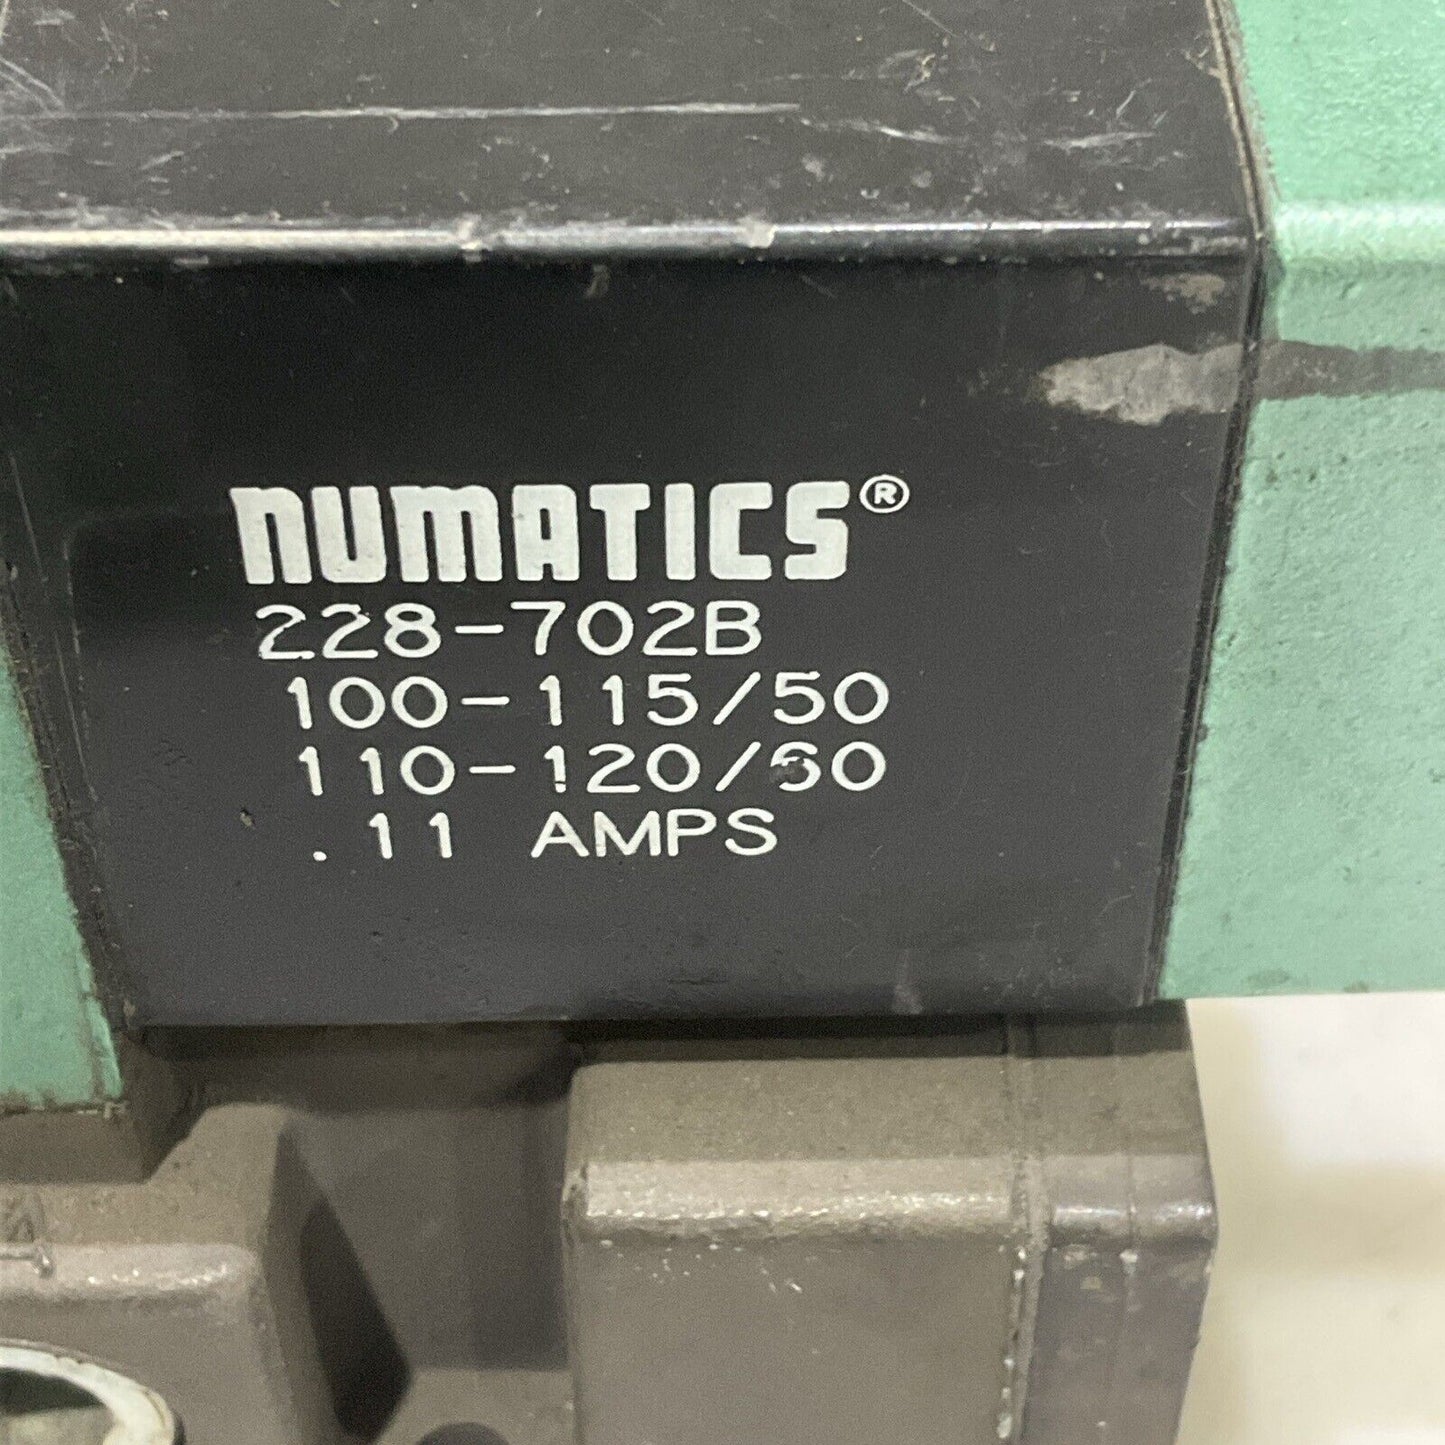 NUMATICS®
228-702B
100-115/50
110-120/60
.11 AMPS